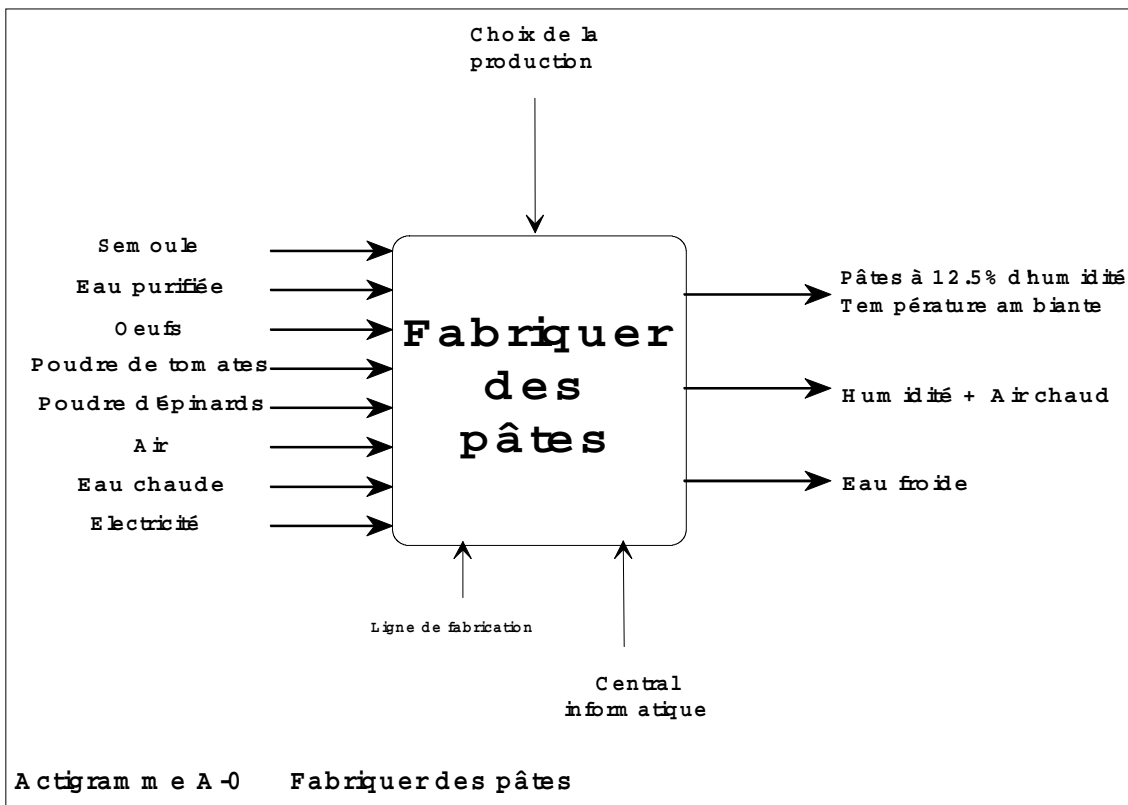 Choix de la
production
Semoule
Eau purifiée
Oeufs
Poudre de tomates
Poudre d'épinards
Air
Eau chaude
Electricité
Fabriquer
des
pâtes
Pâtes à 12.5% d'humidité
Température ambiante
Humidité + Air chaud
Eau froide
Ligne de fabrication
Central
informatique
Actigramme A-0 Fabriquer des pâtes